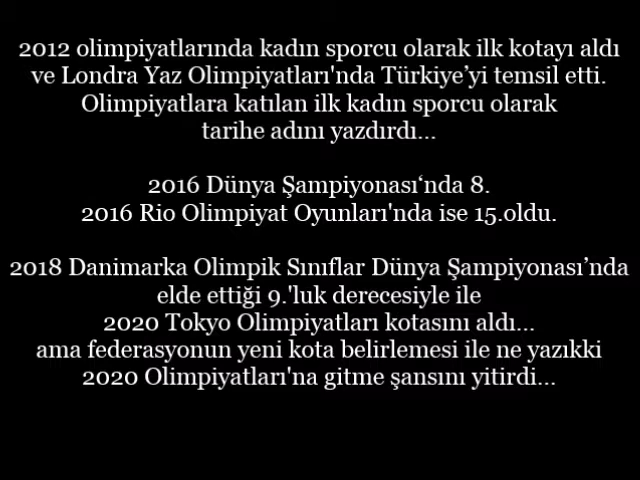 2012 olimpiyatlarında kadın sporcu olarak ilk kotayı aldı
ve Londra Yaz Olimpiyatları'nda Türkiye’yi temsil etti.
Olimpiyatlara katılan ilk kadın sporcu olarak
tarihe adını yazdırdı...
2016 Dünya Şampiyonası‘nda 8.
2016 Rio Olimpiyat Oyunları'nda ise 15.oldu.
2018 Danimarka Olimpik Sınıflar Dünya Şampiyonası’nda
elde ettiği 9.'luk derecesiyle ile
2020 Tokyo Olimpiyatları kotasını aldı...
ama federasyonun yeni kota belirlemesi ile ne yazıkki
2020 Olimpiyatları'na gitme şansını yitirdi...